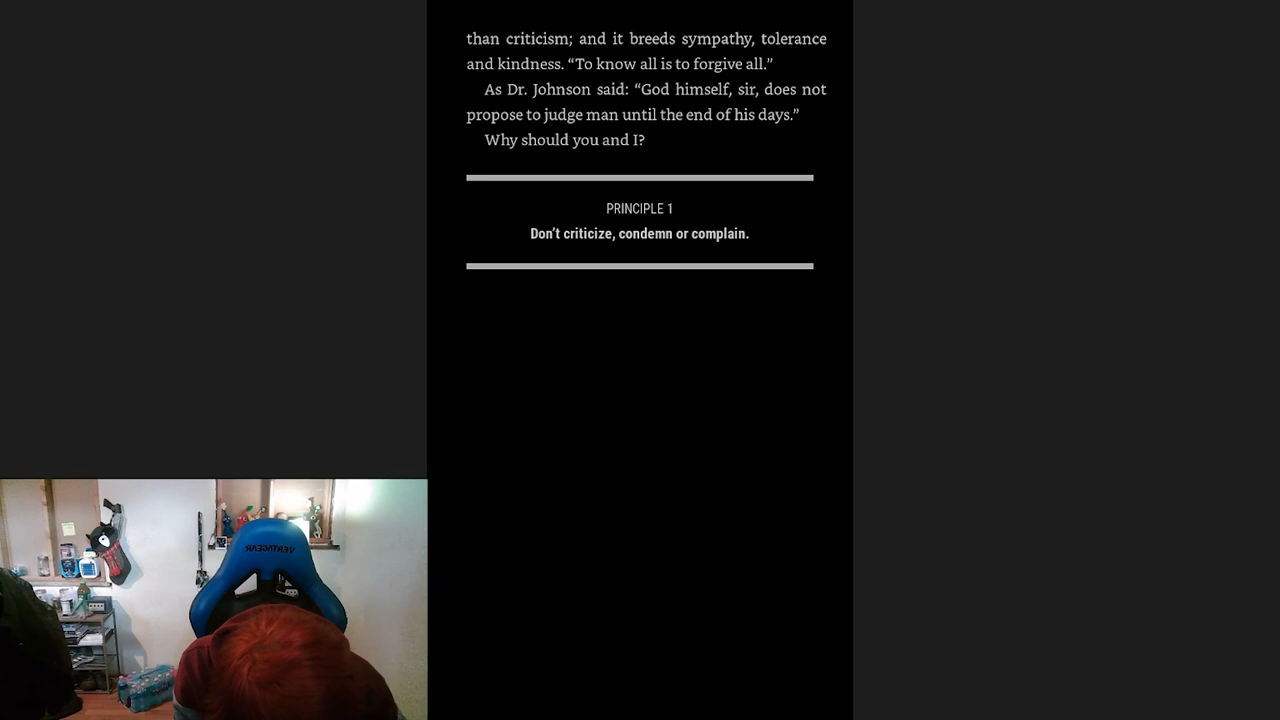 than criticism; and it breeds sympathy, tolerance
and kindness. “To know all is to forgive all.”
As Dr. Johnson said: “God himself, sir, does not
propose to judge man until the end of his days.”
Why should you and I?
PRINCIPLE 1
Don’t criticize, condemn or complain.
VERTAGEAR